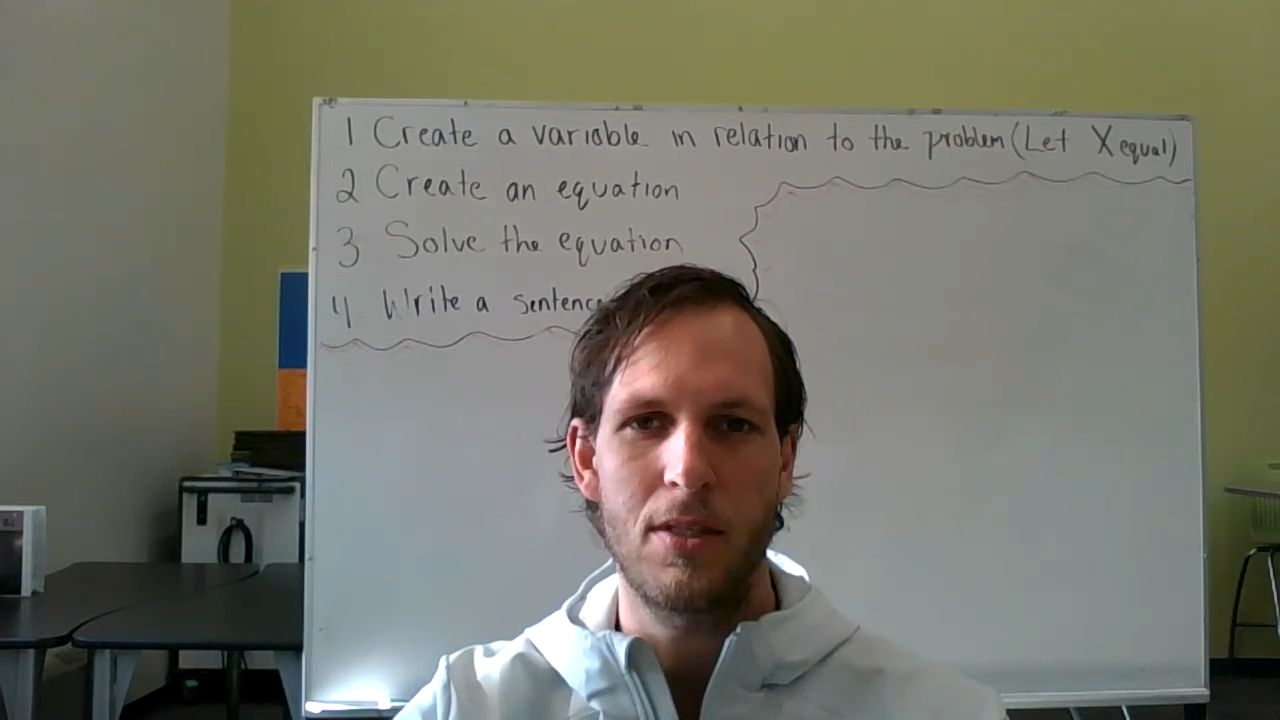 1 Create a variable in relation to the problem (Let X equal)
2 Create an equation
3 Solve the equation
4 Write a sentence